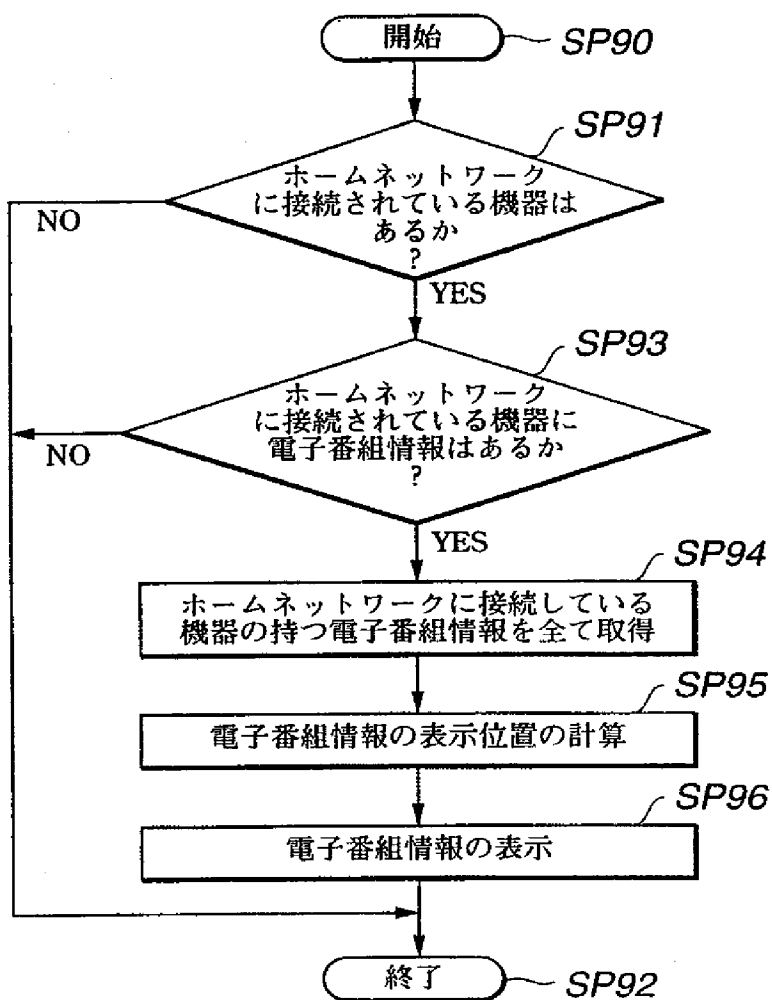 開始
SP90
SP91
ホームネットワーク
に接続されている機器は
あるか
?
NO
YES
SP93
ホームネットワーク
に接続されている機器に
電子番組情報はあるか
?
NO
YES
SP94
ホームネットワークに接続している
機器の持つ電子番組情報を全て取得
SP95
電子番組情報の表示位置の計算
SP96
電子番組情報の表示
終了
SP92